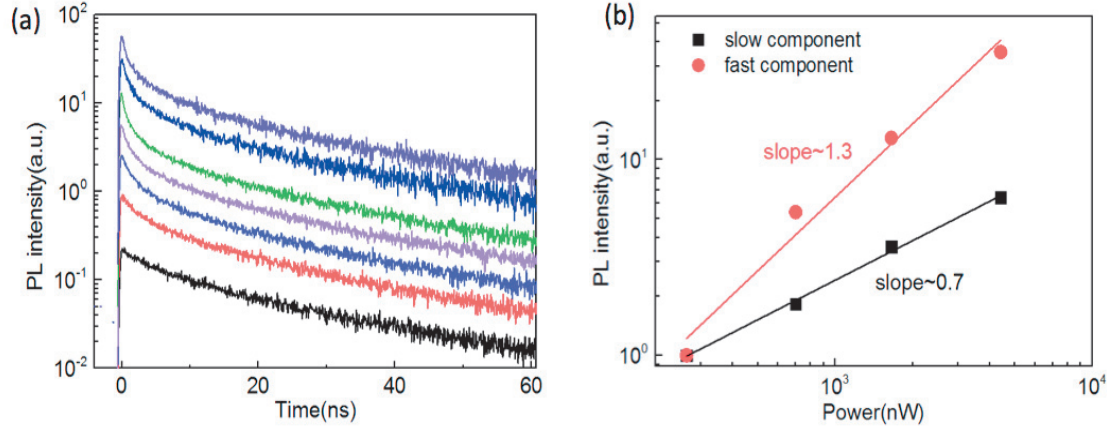 (a)
10²
10¹
10⁰
10⁻¹
10⁻²
PL intensity(a.u.)
0
20
40
60
Time(ns)
(b)
slow component
fast component
slope~1.3
slope~0.7
10¹
10⁰
PL intensity(a.u.)
10³
10⁴
Power(nW)